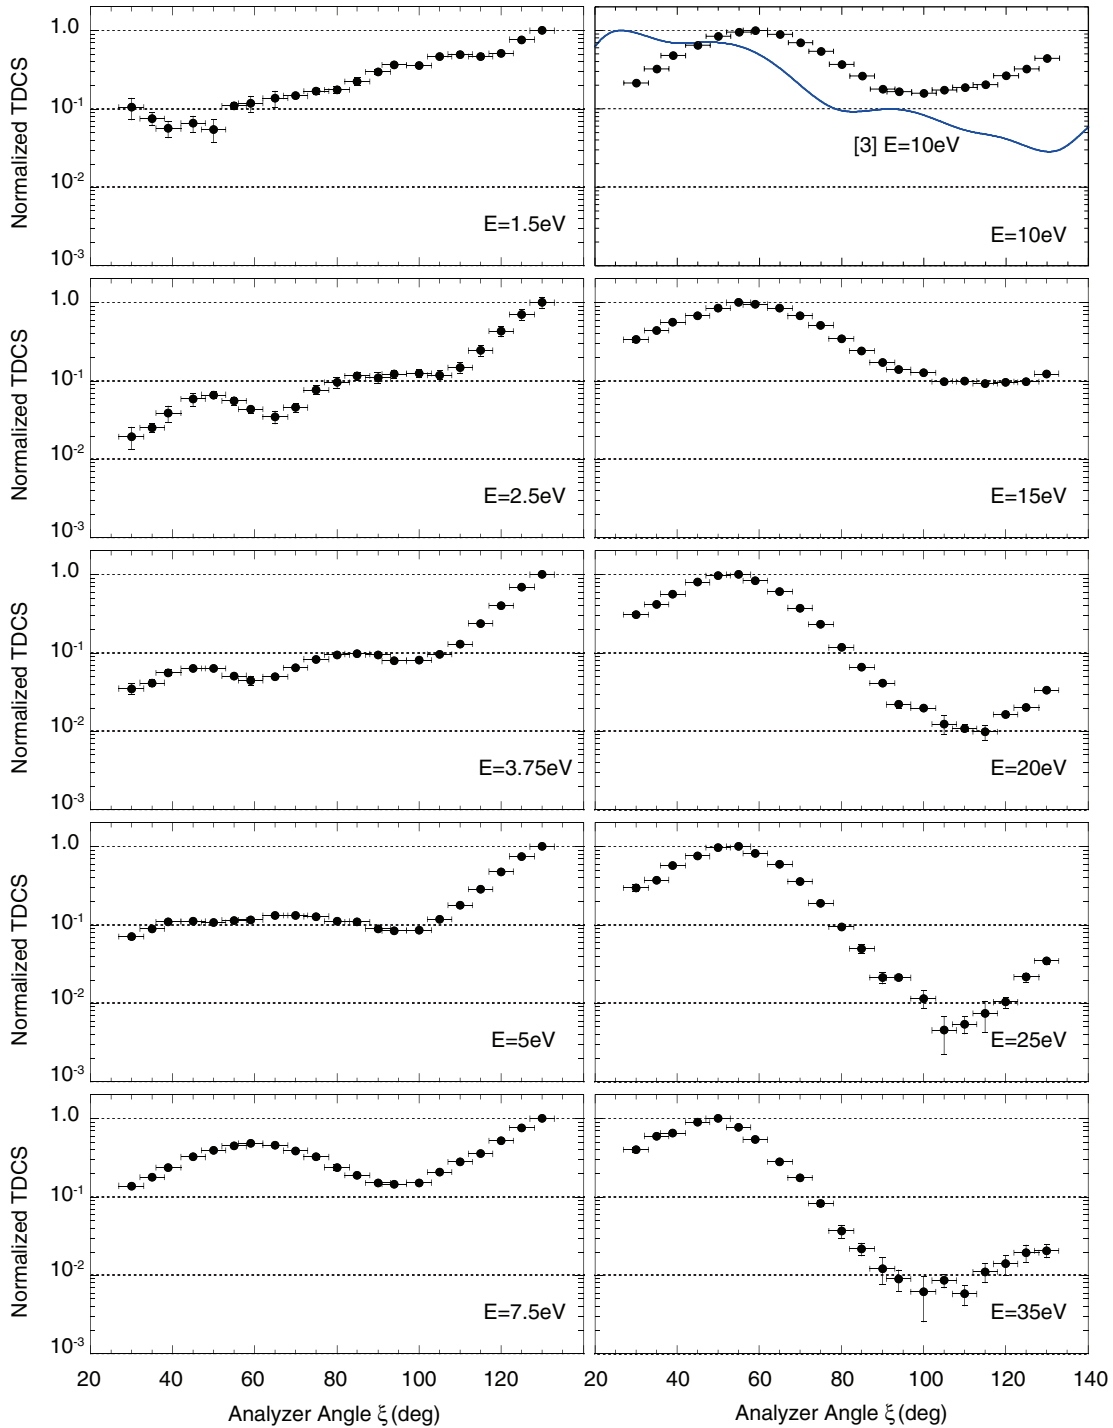 Normalized TDCS
1.0
10-1
10-2
10-3
E=1.5eV
[3] E=10eV
E=10eV
Normalized TDCS
1.0
10-1
10-2
10-3
E=2.5eV
E=15eV
Normalized TDCS
1.0
10-1
10-2
10-3
E=3.75eV
E=20eV
Normalized TDCS
1.0
10-1
10-2
10-3
E=5eV
E=25eV
Normalized TDCS
1.0
10-1
10-2
10-3
E=7.5eV
E=35eV
20 40 60 80 100 120 20 40 60 80 100 120 140
Analyzer Angle ξ(deg) Analyzer Angle ξ(deg)